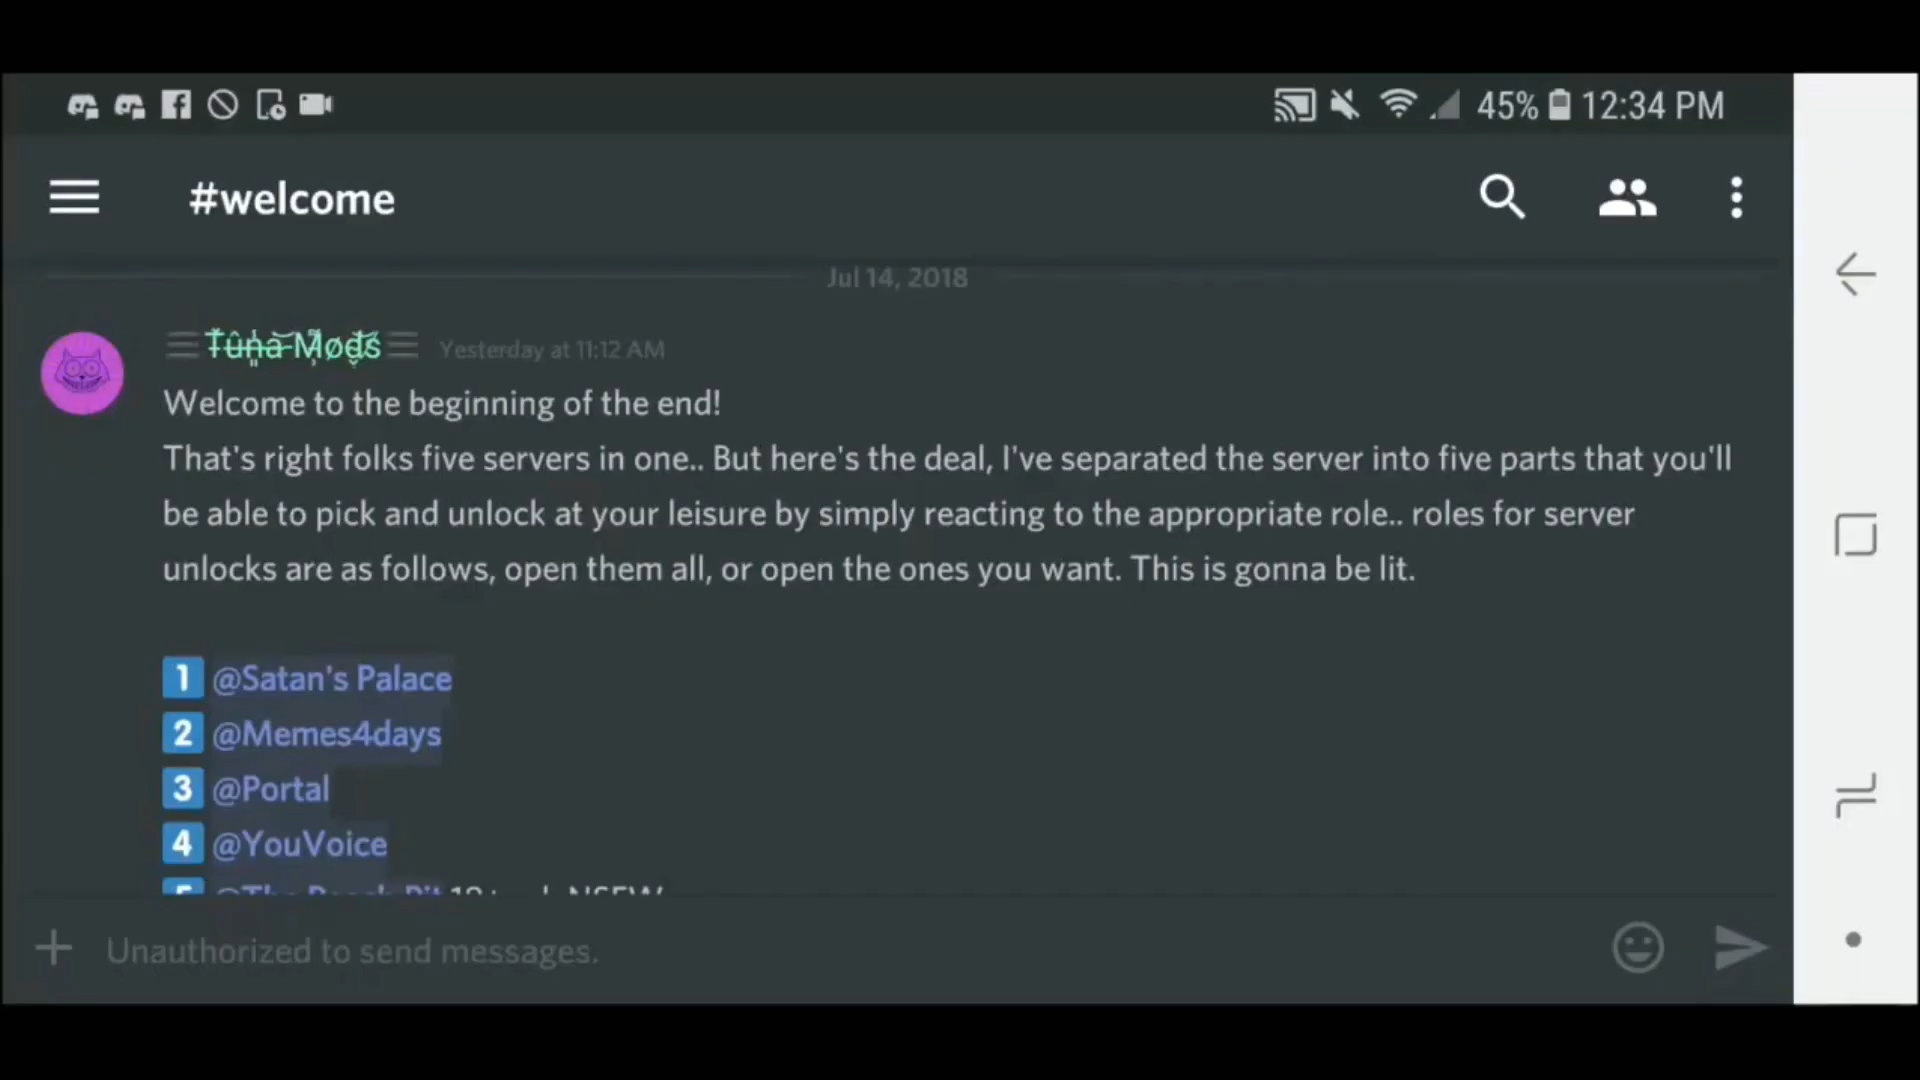 45% 12:34 PM
#welcome
Jul 14, 2018
Tuna Møds Yesterday at 11:12 AM
Welcome to the beginning of the end!
That's right folks five servers in one.. But here's the deal, I've separated the server into five parts that you'll
be able to pick and unlock at your leisure by simply reacting to the appropriate role.. roles for server
unlocks are as follows, open them all, or open the ones you want. This is gonna be lit.
1 @Satan's Palace
2 @Memes4days
3 @Portal
4 @YouVoice
5 @The
Unauthorized to send messages.